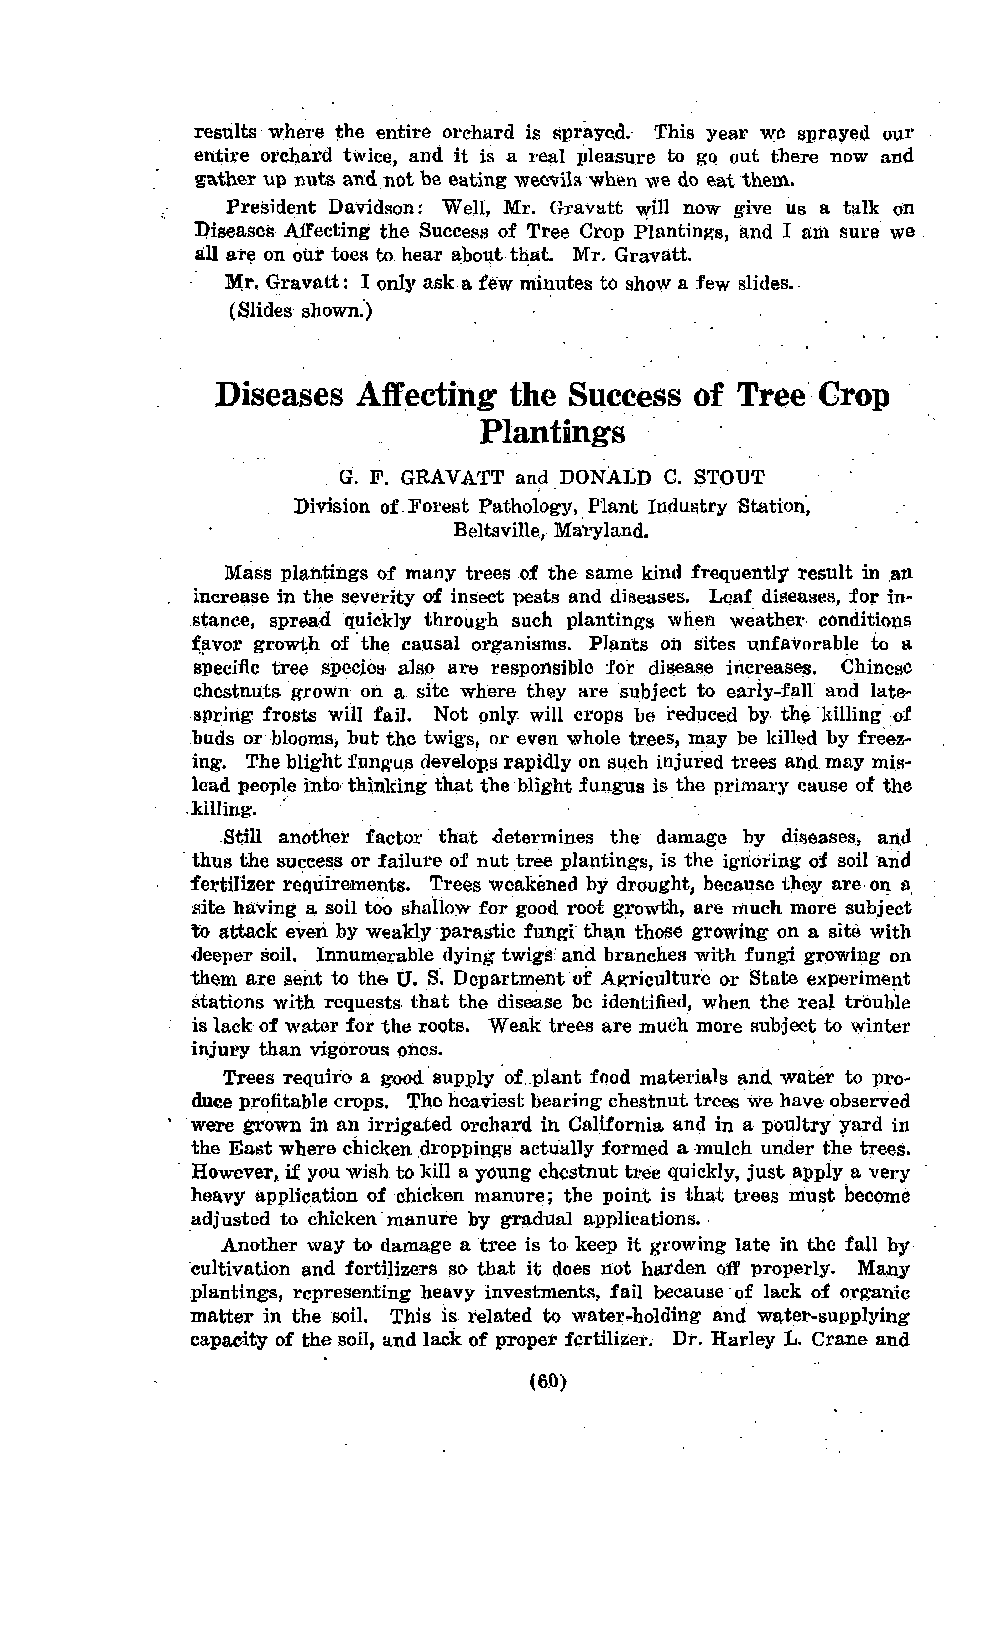 results where the entire orchard is sprayed. This year we sprayed our
entire orchard twice, and it is a real pleasure to go out there now and
gather up nuts and not be eating weevils when we do eat them.
President Davidson: Well, Mr. Gravatt will now give us a talk on
Diseases Affecting the Success of Tree Crop Plantings, and I am sure we
all are on our toes to hear about that. Mr. Gravatt.
Mr. Gravatt: I only ask a few minutes to show a few slides.
(Slides shown.)
Diseases Affecting the Success of Tree Crop
Plantings
G. F. GRAVATT and DONALD C. STOUT
Division of Forest Pathology, Plant Industry Station,
Beltsville, Maryland.
Mass plantings of many trees of the same kind frequently result in an
increase in the severity of insect pests and diseases. Leaf diseases, for in-
stance, spread quickly through such plantings when weather conditions
favor growth of the causal organisms. Plants on sites unfavorable to a
specific tree species also are responsible for disease increases. Chinese
chestnuts grown on a site where they are subject to early-fall and late-
spring frosts will fail. Not only will crops be reduced by the killing of
buds or blooms, but the twigs, or even whole trees, may be killed by freez-
ing. The blight fungus develops rapidly on such injured trees and may mis-
lead people into thinking that the blight fungus is the primary cause of the
killing.
Still another factor that determines the damage by diseases, and
thus the success or failure of nut tree plantings, is the ignoring of soil and
fertilizer requirements. Trees weakened by drought, because they are on a
site having a soil too shallow for good root growth, are much more subject
to attack even by weakly parastic fungi than those growing on a site with
deeper soil. Innumerable dying twigs and branches with fungi growing on
them are sent to the U. S. Department of Agriculture or State experiment
stations with requests that the disease be identified, when the real trouble
is lack of water for the roots. Weak trees are much more subject to winter
injury than vigorous ones.
Trees require a good supply of plant food materials and water to pro-
duce profitable crops. The heaviest bearing chestnut trees we have observed
were grown in an irrigated orchard in California and in a poultry yard in
the East where chicken droppings actually formed a mulch under the trees.
However, if you wish to kill a young chestnut tree quickly, just apply a very
heavy application of chicken manure; the point is that trees must become
adjusted to chicken manure by gradual applications.
Another way to damage a tree is to keep it growing late in the fall by
cultivation and fertilizers so that it does not harden off properly. Many
plantings, representing heavy investments, fail because of lack of organic
matter in the soil. This is related to water-holding and water-supplying
capacity of the soil, and lack of proper fertilizer. Dr. Harley L. Crane and
(60)